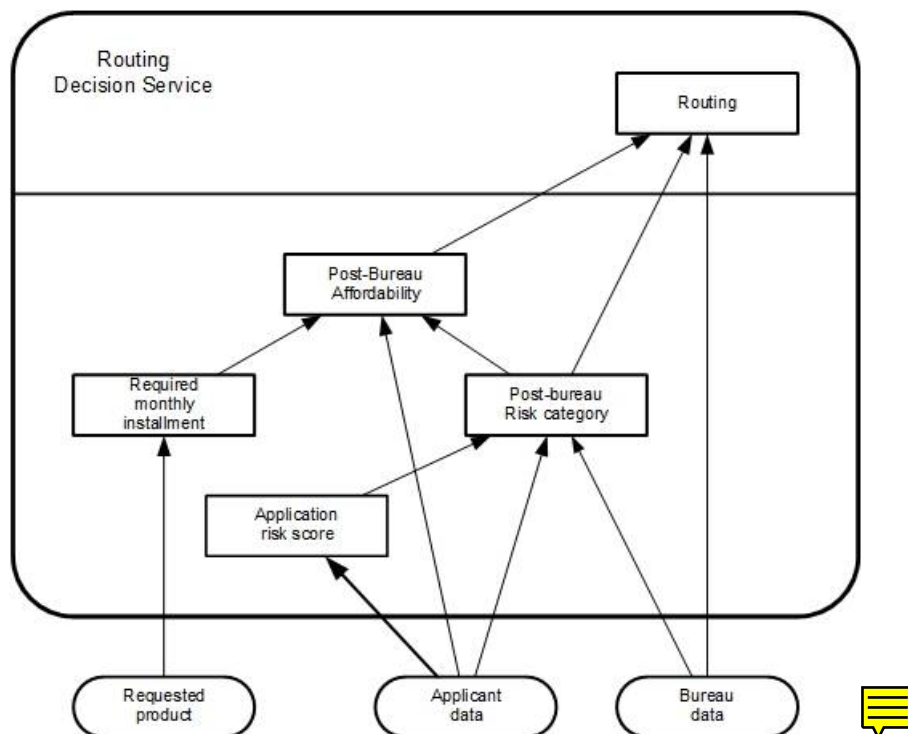 Routing
Decision Service
Routing
Post-Bureau
Affordability
Required
monthly
installment
Post-bureau
Risk category
Application
risk score
Requested
product
Applicant
data
Bureau
data